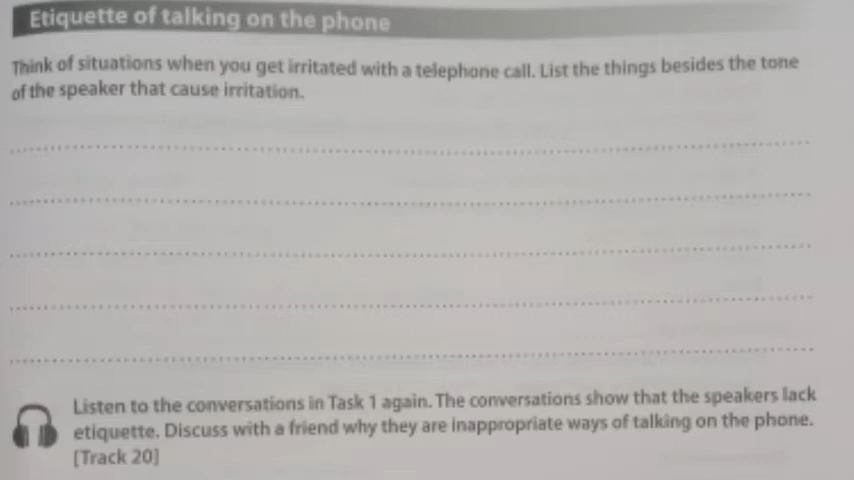 Etiquette of talking on the phone
Think of situations when you get irritated with a telephone call. List the things besides the tone
of the speaker that cause irritation.
Listen to the conversations in Task 1 again. The conversations show that the speakers lack
etiquette. Discuss with a friend why they are inappropriate ways of talking on the phone.
[Track 20]